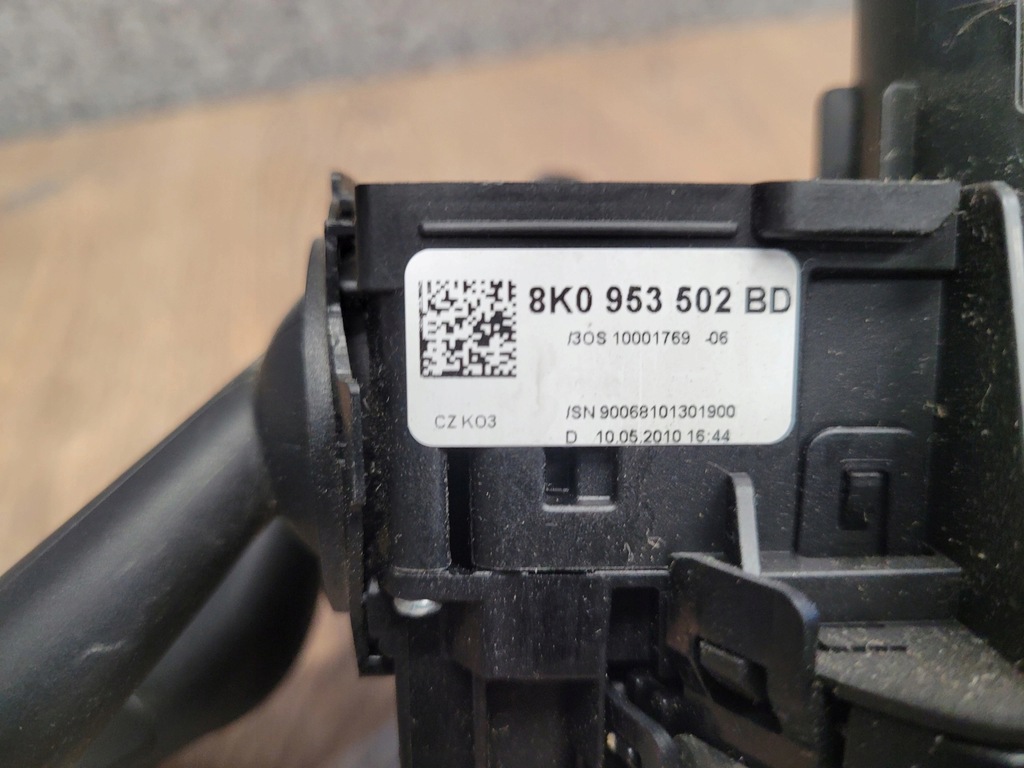 8K0 953 502 BD
/3OS 10001769 -06
CZ KO3
/SN 90068101301900
D 10.05.2010 16:44